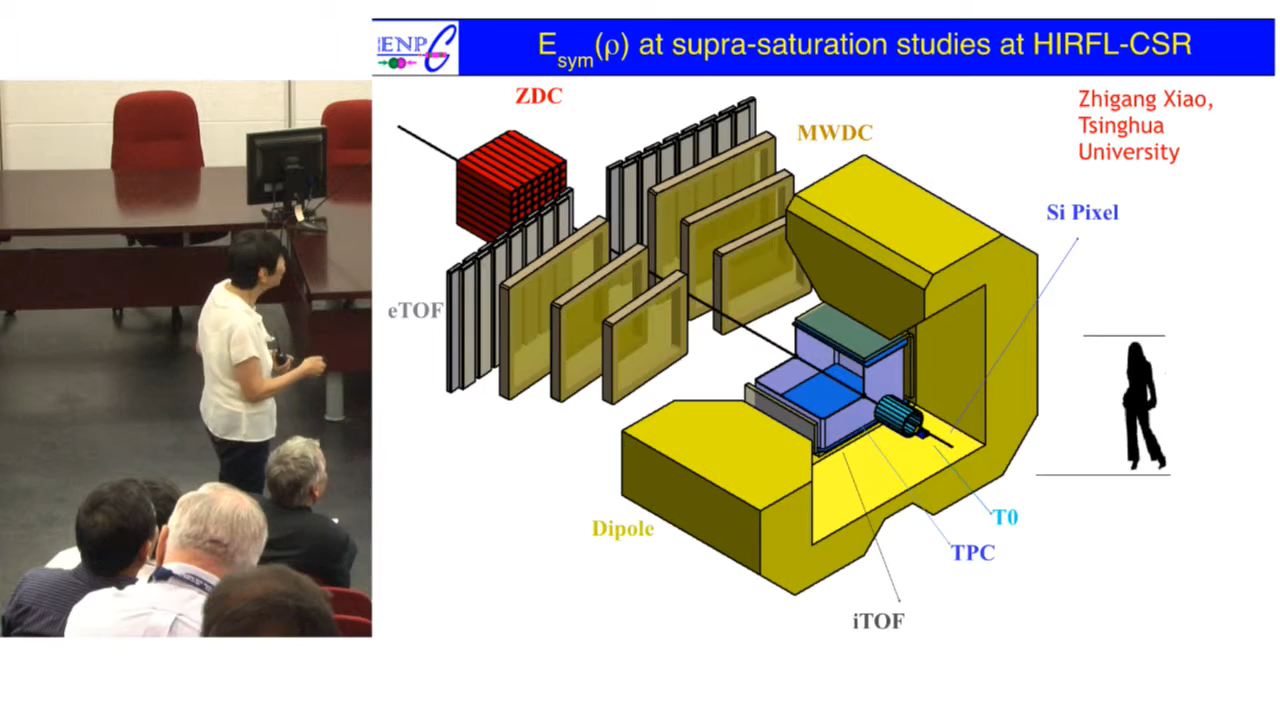 IENPC
E_sym(ρ) at supra-saturation studies at HIRFL-CSR
ZDC
MWDC
Zhigang Xiao,
Tsinghua
University
Si Pixel
eTOF
Dipole
T0
TPC
iTOF